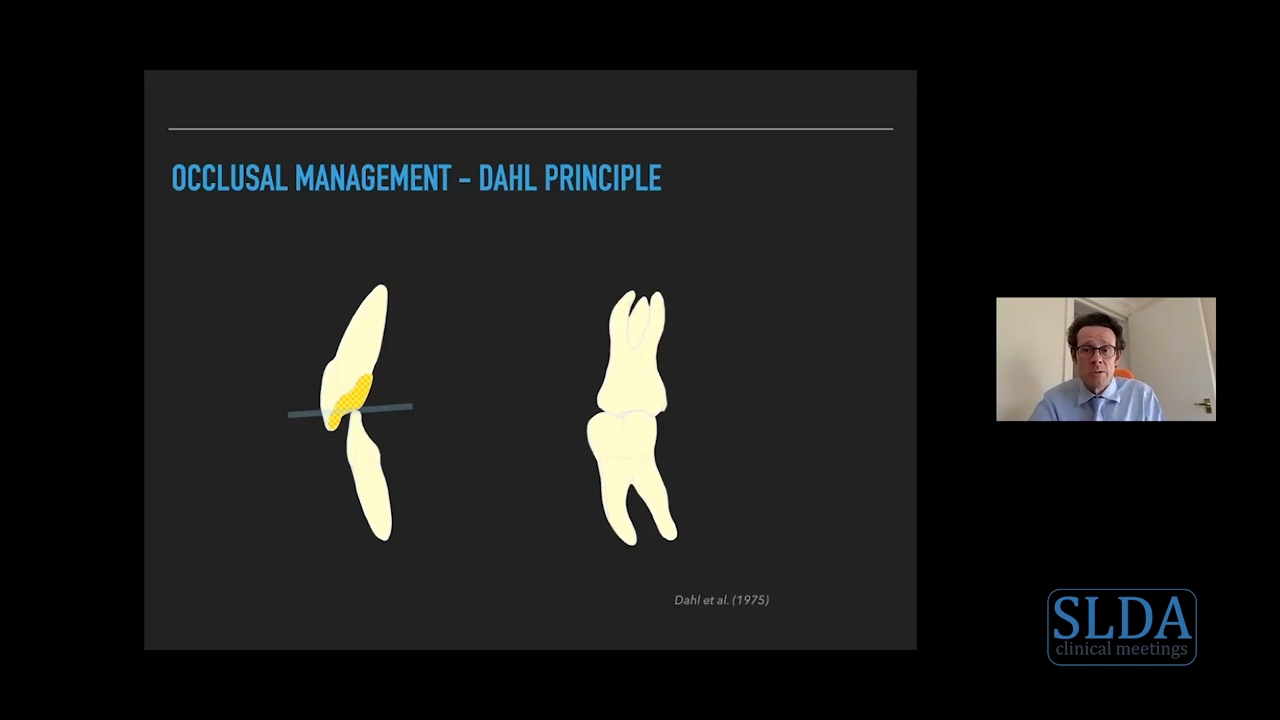 OCCLUSAL MANAGEMENT - DAHL PRINCIPLE
Dahl et al. (1975)
SLDA
clinical meetings